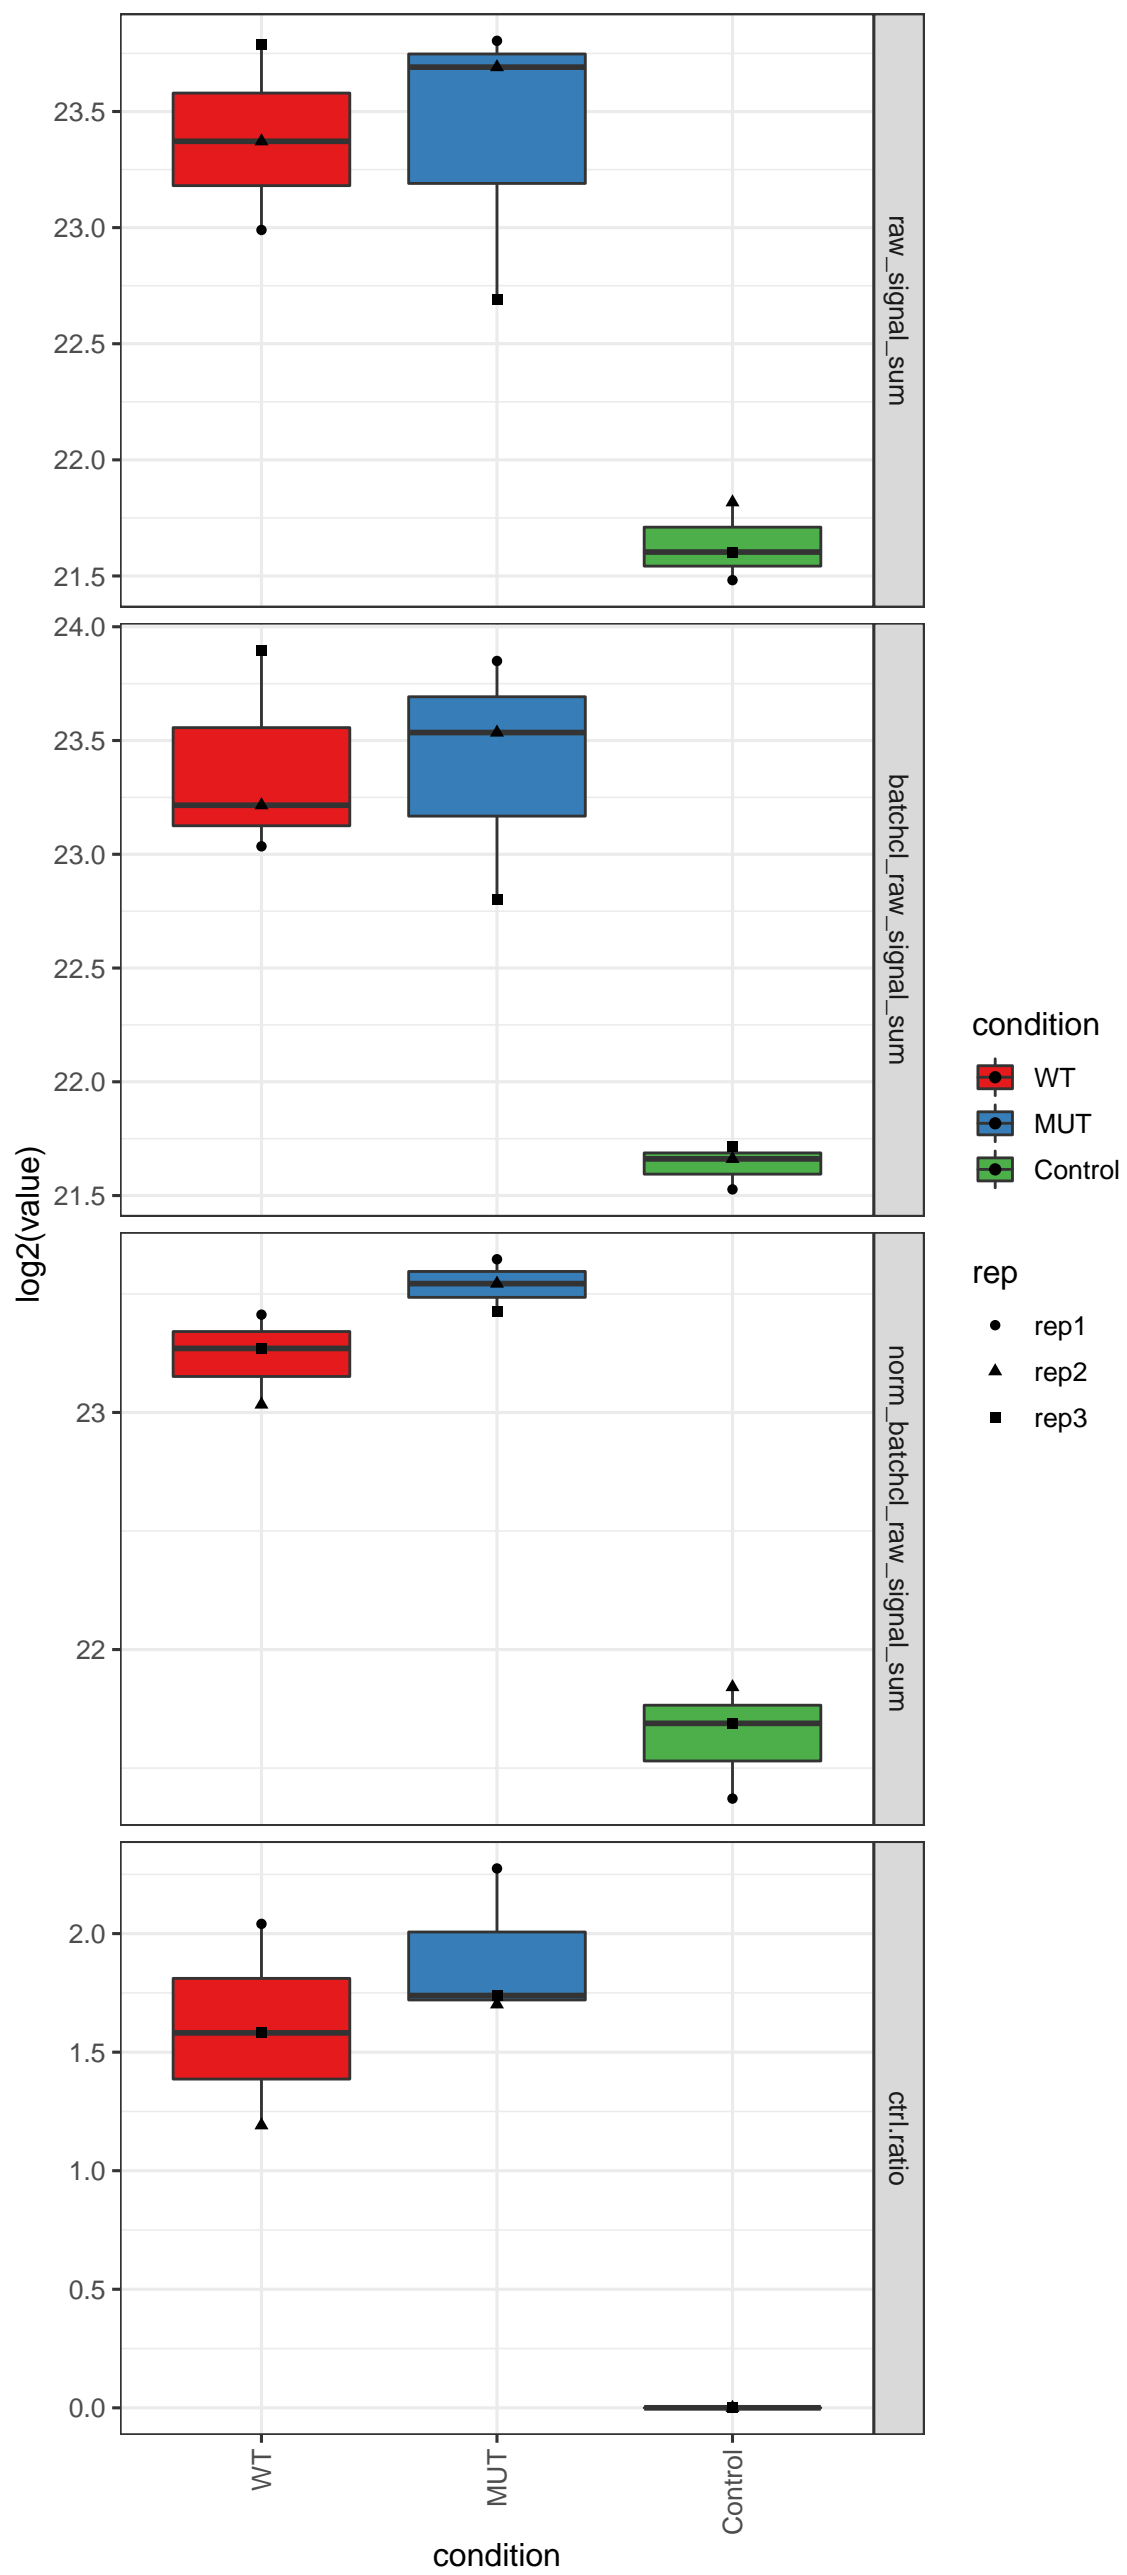 log2(value)
23.5
23.0
22.5
22.0
21.5
raw_signal_sum
24.0
23.5
23.0
22.5
22.0
21.5
batchcl_raw_signal_sum
23
22
norm_batchcl_raw_signal_sum
2.0
1.5
1.0
0.5
0.0
ctrl.ratio
WT
MUT
Control
condition
condition
WT
MUT
Control
rep
rep1
rep2
rep3